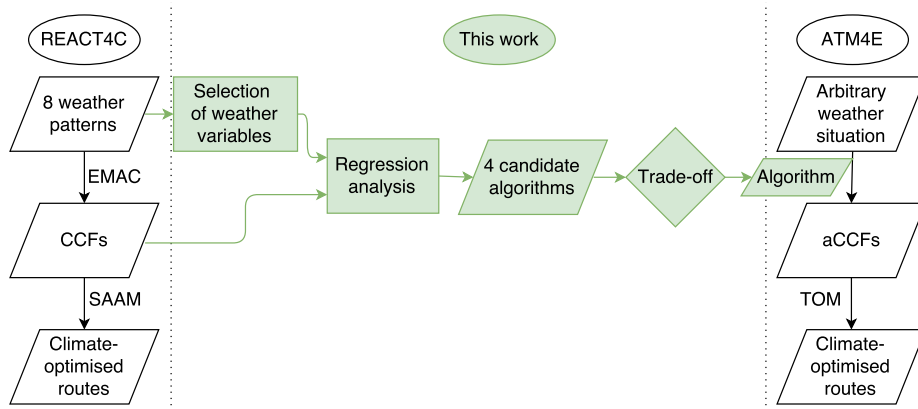 REACT4C
This work
ATM4E
8 weather
patterns
Selection
of weather
variables
Arbitrary
weather
situation
EMAC
Regression
analysis
4 candidate
algorithms
Trade-off
Algorithm
CCFs
aCCFs
SAAM
TOM
Climate-
optimised
routes
Climate-
optimised
routes